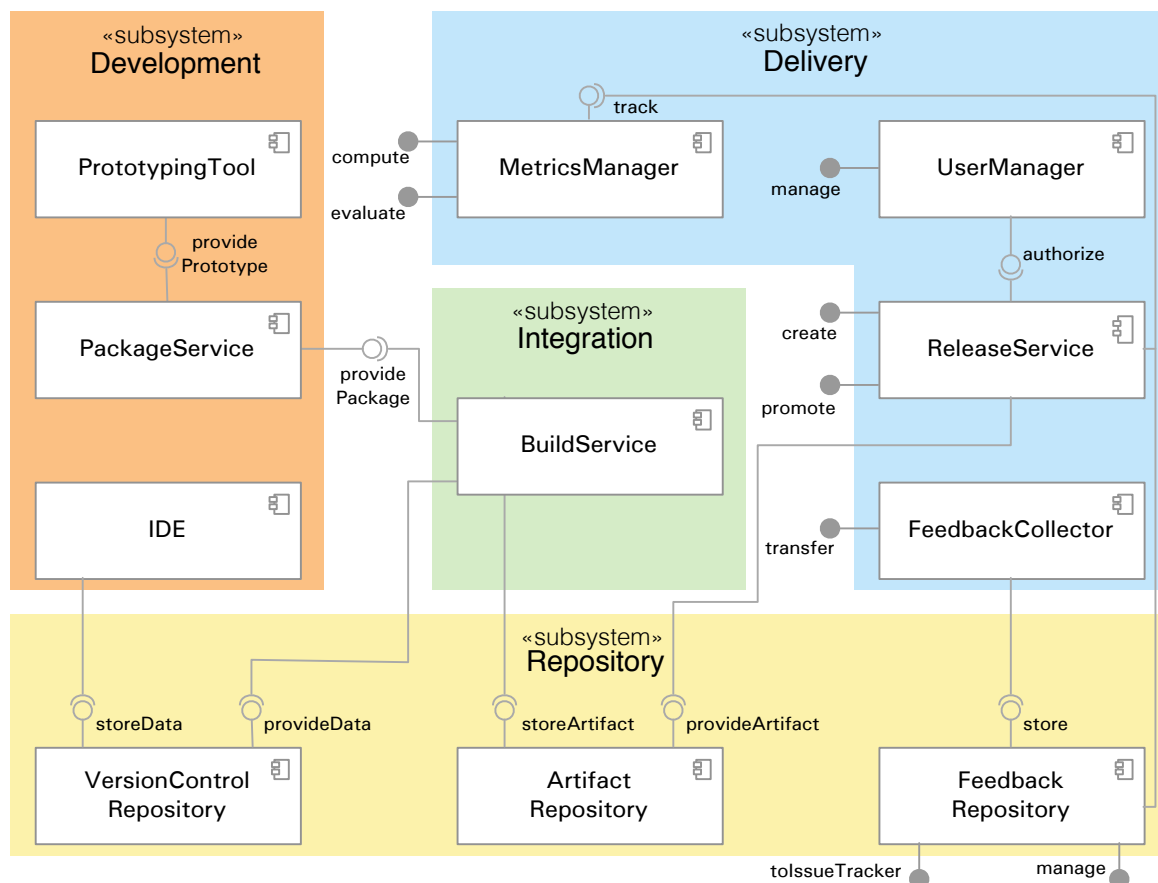 «subsystem»
Development
PrototypingTool
provide
Prototype
PackageService
provide
Package
IDE
«subsystem»
Delivery
track
compute
evaluate
MetricsManager
manage
UserManager
authorize
create
promote
ReleaseService
transfer
FeedbackCollector
«subsystem»
Integration
BuildService
«subsystem»
Repository
storeData
provideData
storeArtifact
provideArtifact
store
VersionControl
Repository
Artifact
Repository
Feedback
Repository
toIssueTracker
manage